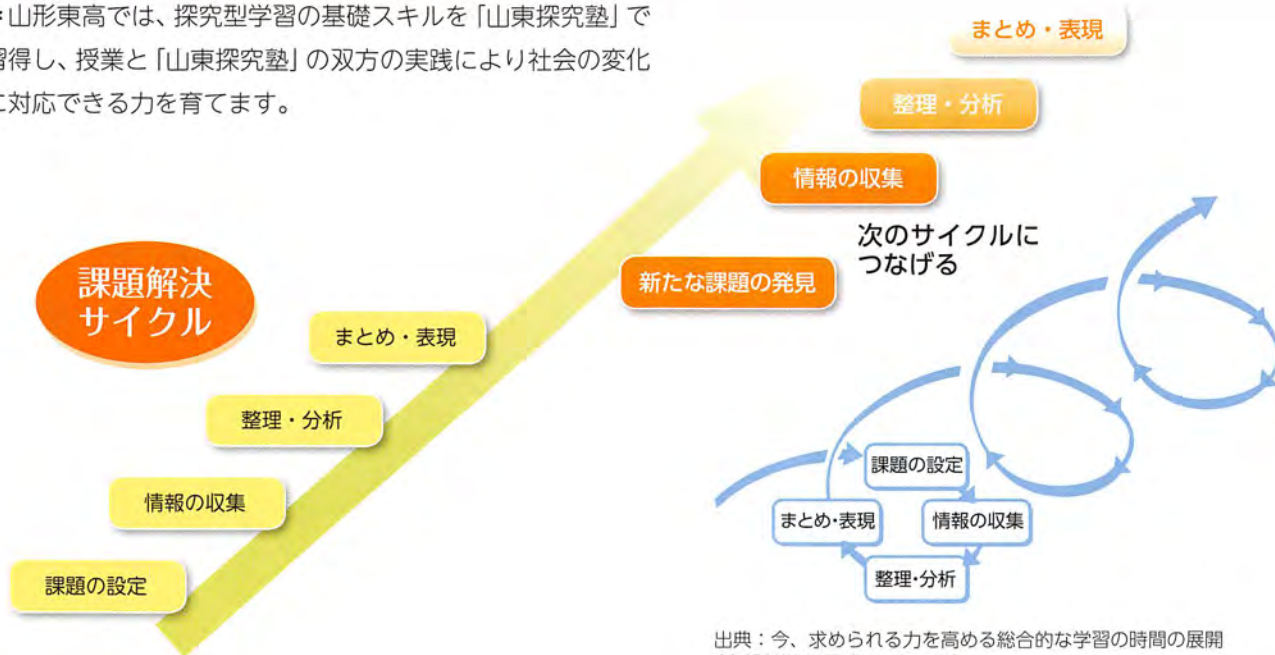 山形東高では、探究型学習の基礎スキルを「山東探究塾」で
習得し、授業と「山東探究塾」の双方の実践により社会の変化
に対応できる力を育てます。
課題解決
サイクル
課題の設定
情報の収集
整理・分析
まとめ・表現
新たな課題の発見
情報の収集
整理・分析
まとめ・表現
次のサイクルに
つなげる
課題の設定
情報の収集
整理・分析
まとめ・表現
出典：今、求められる力を高める総合的な学習の時間の展開